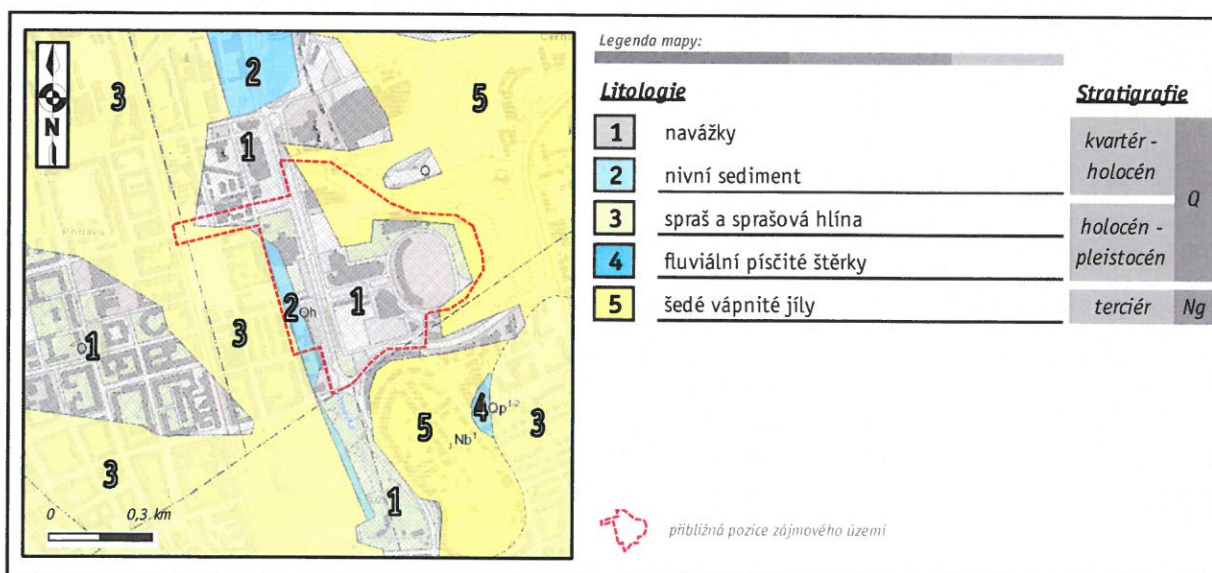 Legenda mapy:
Litologie
Stratigrafie
1 navážky
2 nivní sediment
3 spraš a sprašová hlína
4 fluviální písčité štěrky
5 šedé vápnité jíly
kvartér -
holocén
Q
holocén -
pleistocén
terciér
Ng
přibližná pozice zájmového území
N
2
3
5
1
Q
Ponava
1
2
Qh
3
1
4
Qp¹⁻²
5
3
Nb¹
3
1
0
0,3 km